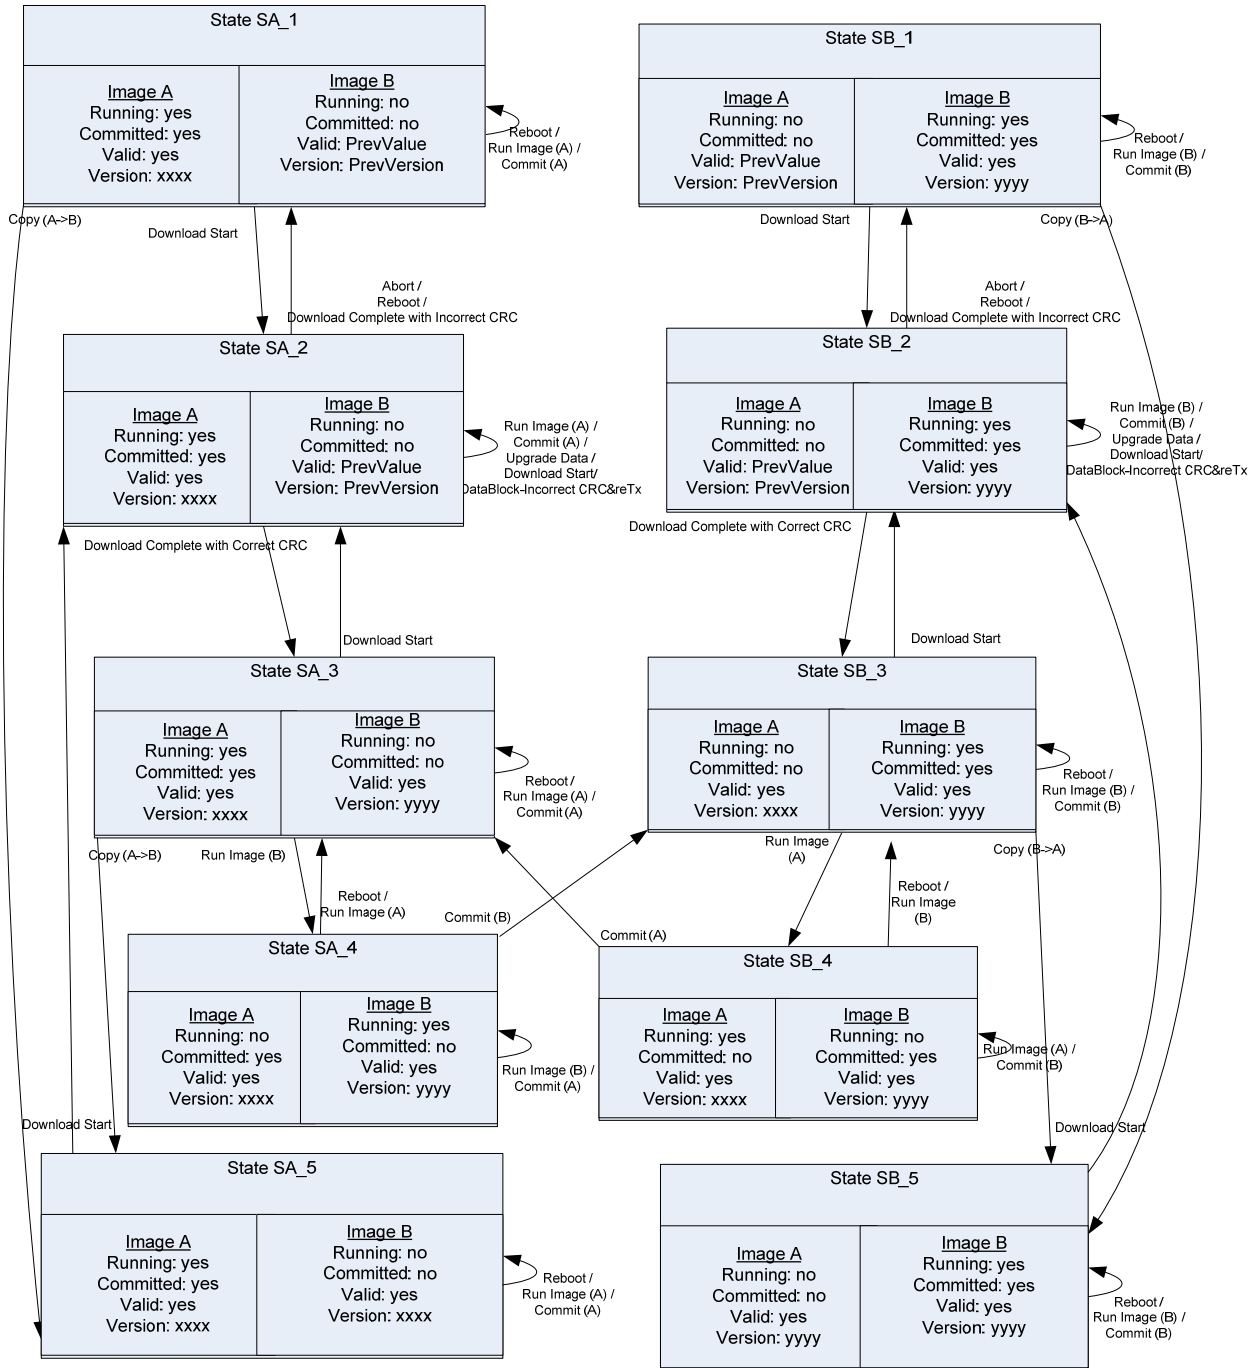 State SA_1
Image A
Running: yes
Committed: yes
Valid: yes
Version: xxxx
Image B
Running: no
Committed: no
Valid: PrevValue
Version: PrevVersion
Reboot /
Run Image (A) /
Commit (A)
State SB_1
Image A
Running: no
Committed: no
Valid: PrevValue
Version: PrevVersion
Image B
Running: yes
Committed: yes
Valid: yes
Version: yyyy
Reboot /
Run Image (B) /
Commit (B)
Copy (A->B)
Download Start
Abort /
Reboot /
Download Complete with Incorrect CRC
Download Start
Copy (B->A)
Abort /
Reboot /
Download Complete with Incorrect CRC
State SA_2
Image A
Running: yes
Committed: yes
Valid: yes
Version: xxxx
Image B
Running: no
Committed: no
Valid: PrevValue
Version: PrevVersion
Run Image (A) /
Commit (A) /
Upgrade Data /
Download Start/
DataBlock-Incorrect CRC&reTx
State SB_2
Image A
Running: no
Committed: no
Valid: PrevValue
Version: PrevVersion
Image B
Running: yes
Committed: yes
Valid: yes
Version: yyyy
Run Image (B) /
Commit (B) /
Upgrade Data /
Download Start/
DataBlock-Incorrect CRC&reTx
Download Complete with Correct CRC
Download Start
Download Complete with Correct CRC
Download Start
State SA_3
Image A
Running: yes
Committed: yes
Valid: yes
Version: xxxx
Image B
Running: no
Committed: no
Valid: yes
Version: yyyy
Reboot /
Run Image (A) /
Commit (A)
State SB_3
Image A
Running: no
Committed: no
Valid: yes
Version: xxxx
Image B
Running: yes
Committed: yes
Valid: yes
Version: yyyy
Reboot /
Run Image (B) /
Commit (B)
Copy (A->B)
Run Image (B)
Reboot /
Run Image (A)
Commit (B)
Commit (A)
Run Image
(A)
Reboot /
Run Image
(B)
Copy (B->A)
State SA_4
Image A
Running: no
Committed: yes
Valid: yes
Version: xxxx
Image B
Running: yes
Committed: no
Valid: yes
Version: yyyy
Run Image (B) /
Commit (A)
State SB_4
Image A
Running: yes
Committed: no
Valid: yes
Version: xxxx
Image B
Running: no
Committed: yes
Valid: yes
Version: yyyy
Run Image (A) /
Commit (B)
Download Start
Download Start
State SA_5
Image A
Running: yes
Committed: yes
Valid: yes
Version: xxxx
Image B
Running: no
Committed: no
Valid: yes
Version: xxxx
Reboot /
Run Image (A) /
Commit (A)
State SB_5
Image A
Running: no
Committed: no
Valid: yes
Version: yyyy
Image B
Running: yes
Committed: yes
Valid: yes
Version: yyyy
Reboot /
Run Image (B) /
Commit (B)